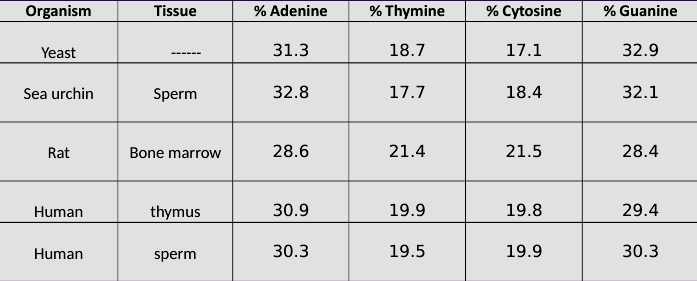 Organism Tissue % Adenine % Thymine % Cytosine % Guanine
Yeast ------ 31.3 18.7 17.1 32.9
Sea urchin Sperm 32.8 17.7 18.4 32.1
Rat Bone marrow 28.6 21.4 21.5 28.4
Human thymus 30.9 19.9 19.8 29.4
Human sperm 30.3 19.5 19.9 30.3